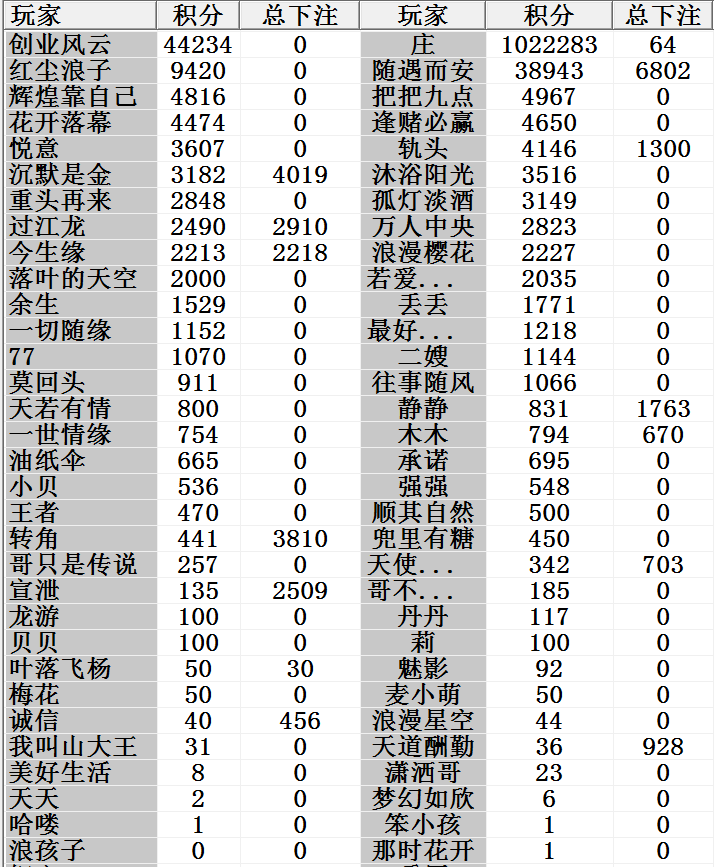 玩家 积分 总下注 玩家 积分 总下注
创业风云 44234 0 庄 1022283 64
红尘浪子 9420 0 随遇而安 38943 6802
辉煌靠自己 4816 0 把把九点 4967 0
花开落幕 4474 0 逢赌必赢 4650 0
悦意 3607 0 轨头 4146 1300
沉默是金 3182 4019 沐浴阳光 3516 0
重头再来 2848 0 孤灯淡酒 3149 0
过江龙 2490 2910 万人中央 2823 0
今生缘 2213 2218 浪漫樱花 2227 0
落叶的天空 2000 0 若爱... 2035 0
余生 1529 0 丢丢 1771 0
一切随缘 1152 0 最好... 1218 0
77 1070 0 二嫂 1144 0
莫回头 911 0 往事随风 1066 0
天若有情 800 0 静静 831 1763
一世情缘 754 0 木木 794 670
油纸伞 665 0 承诺 695 0
小贝 536 0 强强 548 0
王者 470 0 顺其自然 500 0
转角 441 3810 兜里有糖 450 0
哥只是传说 257 0 天使... 342 703
宣泄 135 2509 哥不... 185 0
龙游 100 0 丹丹 117 0
贝贝 100 0 莉 100 0
叶落飞杨 50 30 魅影 92 0
梅花 50 0 麦小萌 50 0
诚信 40 456 浪漫星空 44 0
我叫山大王 31 0 天道酬勤 36 928
美好生活 8 0 潇洒哥 23 0
天天 2 0 梦幻如欣 6 0
哈喽 1 0 笨小孩 1 0
浪孩子 0 0 那时花开 1 0